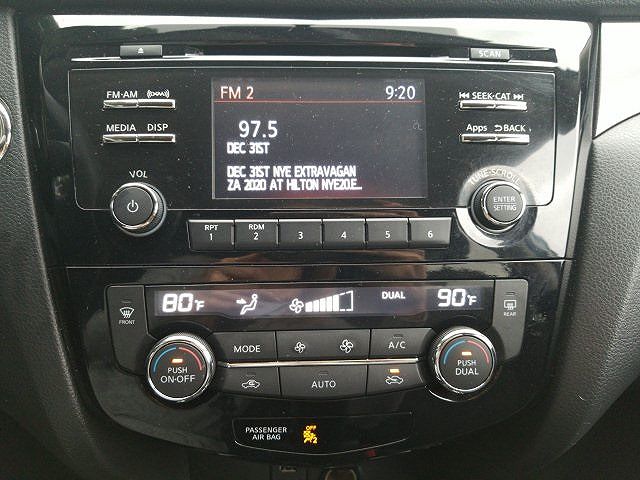 SCAN
FM·AM
FM 2 9:20
SEEK·CAT
MEDIA DISP
97.5
Apps BACK
DEC 31ST
DEC 31ST NYE EXTRAVAGAN
ZA 2020 AT HILTON NYE20.E...
VOL
TUNE·SCROLL
ENTER
SETTING
RPT
1
RDM
2
3
4
5
6
80°F
DUAL
90°F
FRONT
REAR
MODE
A/C
PUSH
ON·OFF
AUTO
PUSH
DUAL
PASSENGER
AIR BAG
OFF